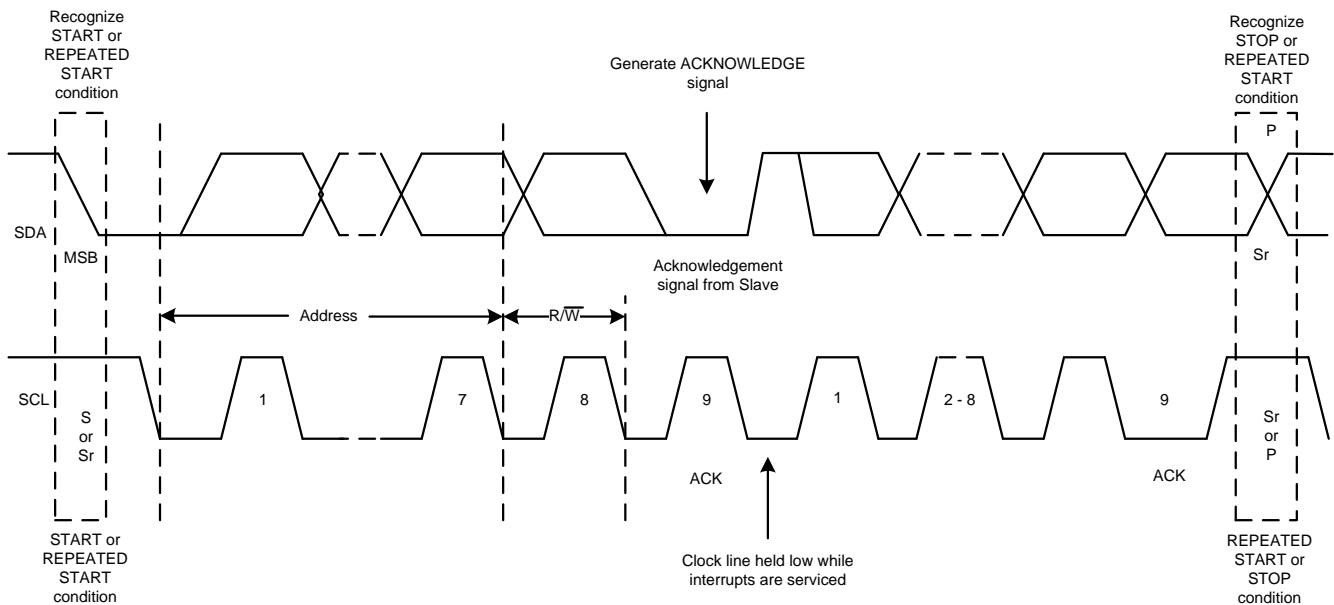 Recognize
START or
REPEATED
START
condition
Generate ACKNOWLEDGE
signal
Recognize
STOP or
REPEATED
START
condition
P
SDA
MSB
Acknowledgement
signal from Slave
Sr
Address
R/W
SCL
S
or
Sr
1
7
8
9
1
2 - 8
9
Sr
or
P
ACK
ACK
START or
REPEATED
START
condition
Clock line held low while
interrupts are serviced
REPEATED
START or
STOP
condition